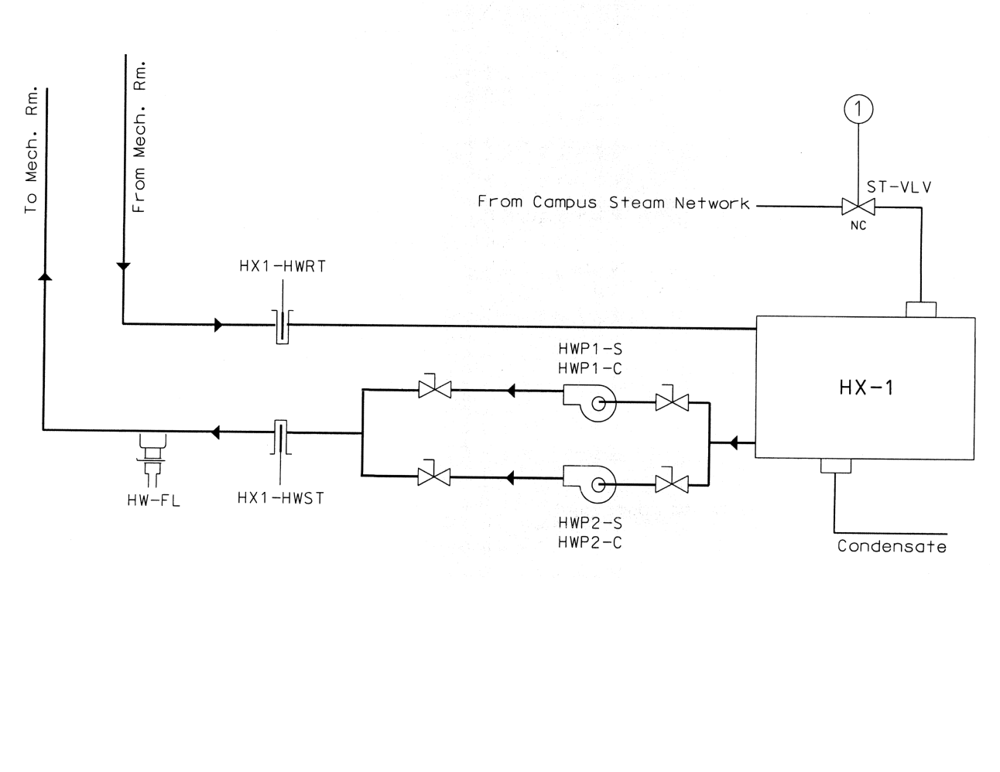 To Mech. Rm.
From Mech. Rm.
1
ST-VLV
From Campus Steam Network
NC
HX1-HWRT
HWP1-S
HWP1-C
HX-1
HW-FL
HX1-HWST
HWP2-S
HWP2-C
Condensate